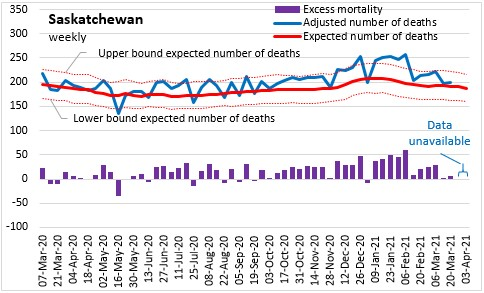 Saskatchewan
weekly
Excess mortality
Adjusted number of deaths
Expected number of deaths
Upper bound expected number of deaths
Lower bound expected number of deaths
Data
unavailable
350
300
250
200
150
100
50
0
-50
-100
07-Mar-20
21-Mar-20
04-Apr-20
18-Apr-20
02-May-20
16-May-20
30-May-20
13-Jun-20
27-Jun-20
11-Jul-20
25-Jul-20
08-Aug-20
22-Aug-20
05-Sep-20
19-Sep-20
03-Oct-20
17-Oct-20
31-Oct-20
14-Nov-20
28-Nov-20
12-Dec-20
26-Dec-20
09-Jan-21
23-Jan-21
06-Feb-21
20-Feb-21
06-Mar-21
20-Mar-21
03-Apr-21